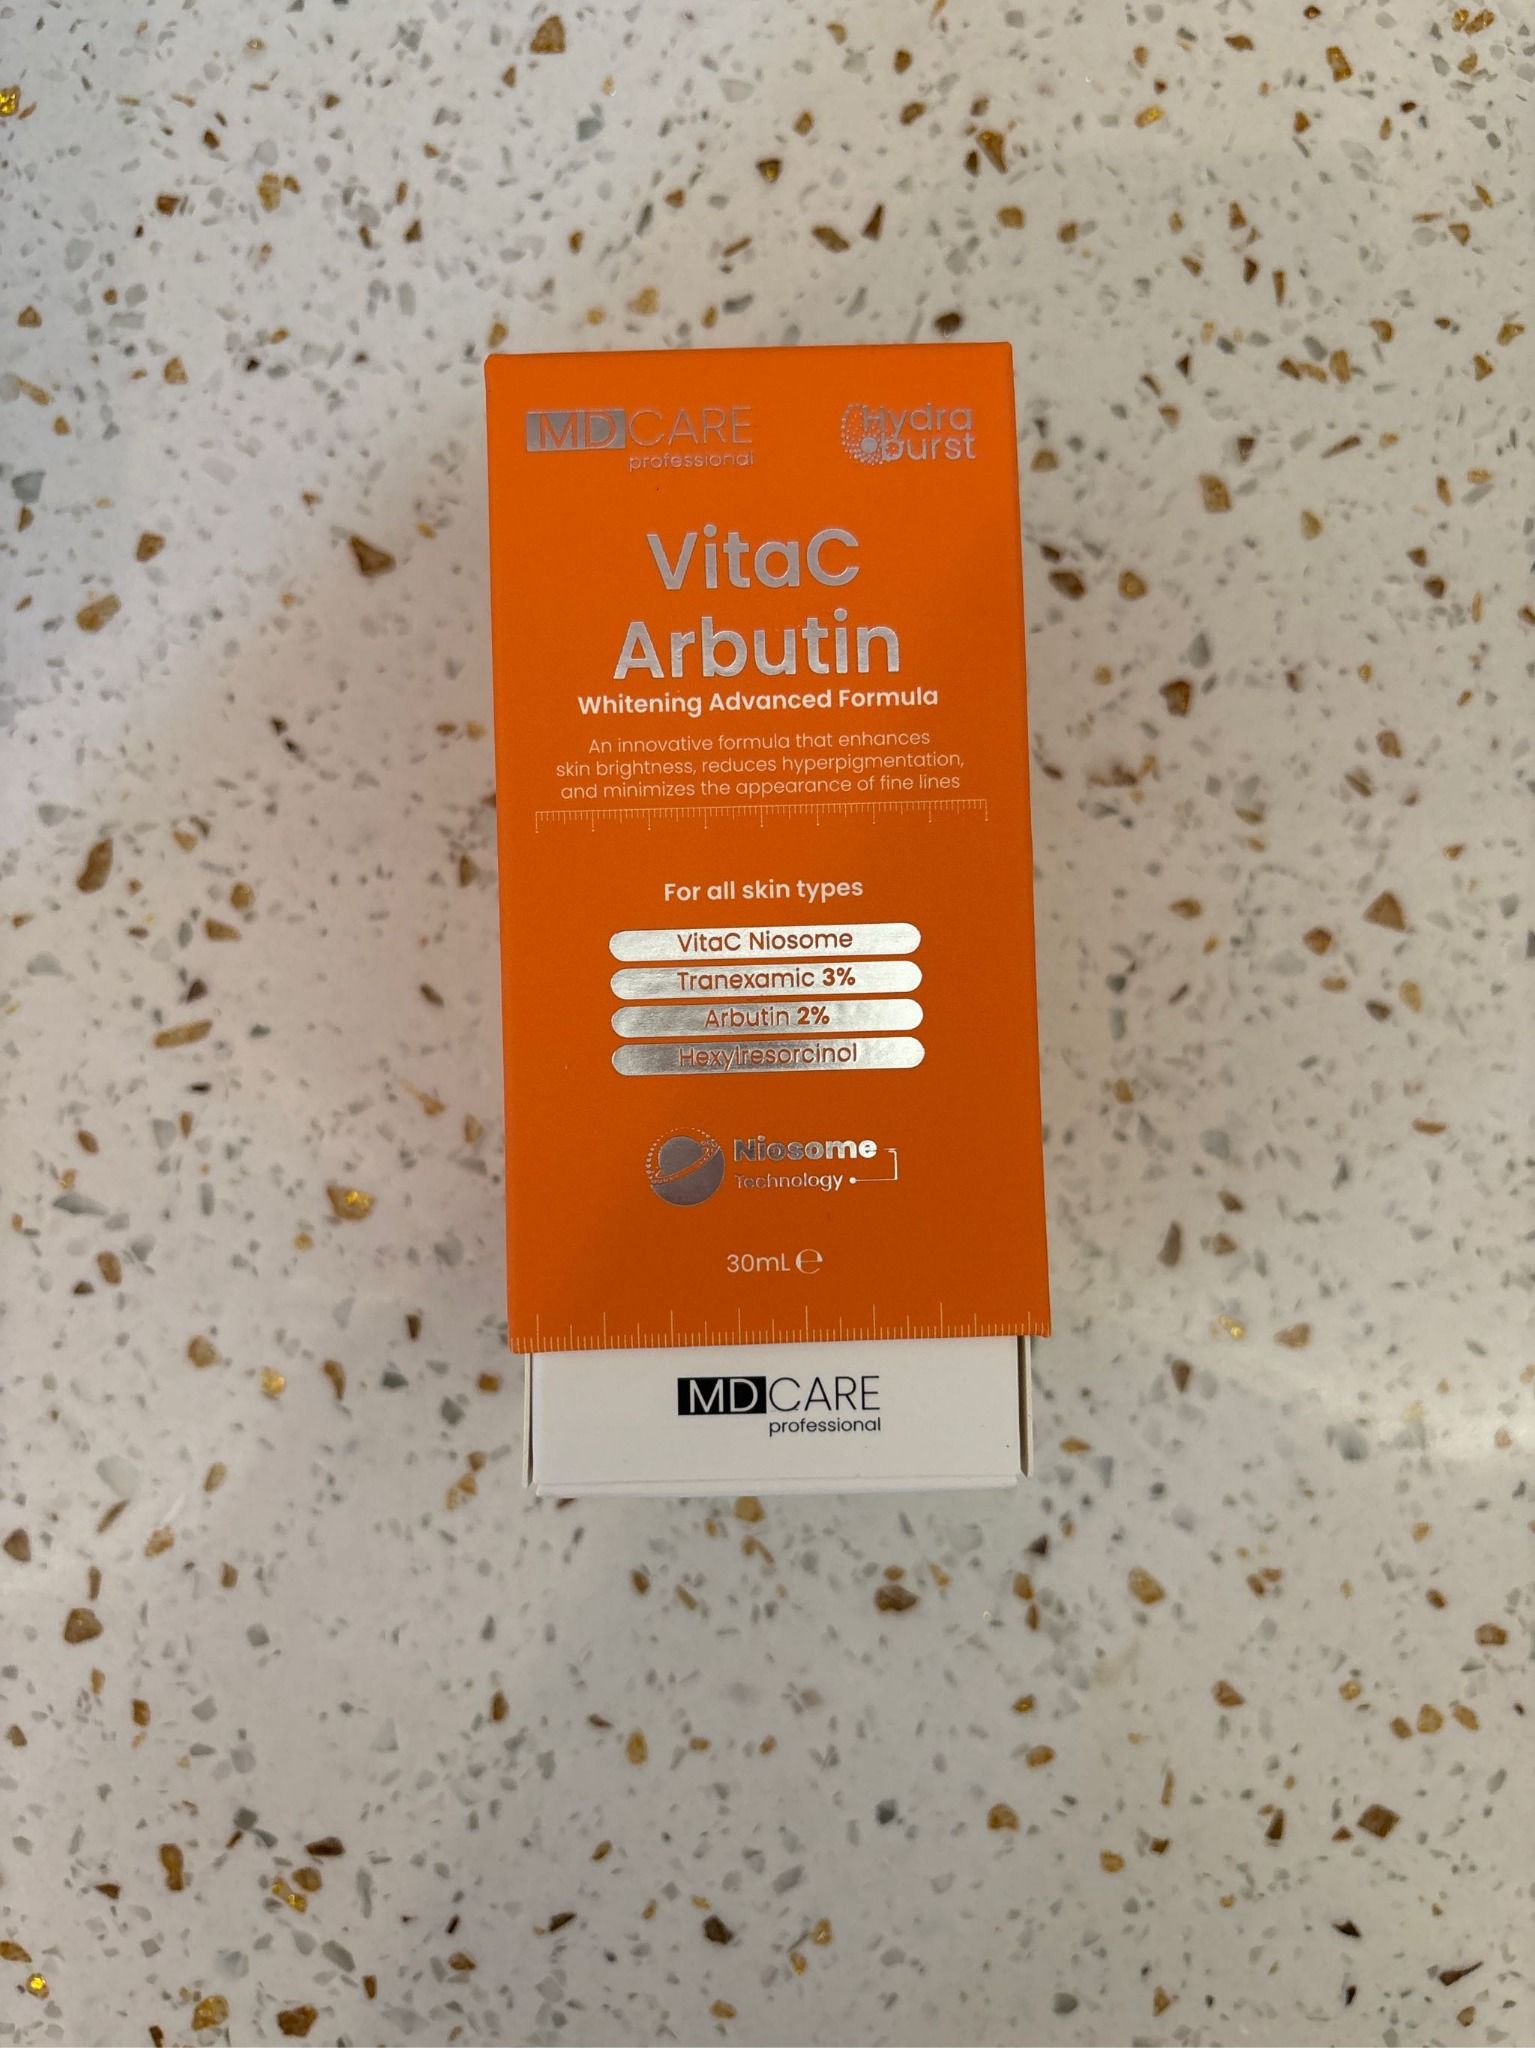 MDCARE
professional
Hydra
burst
VitaC
Arbutin
Whitening Advanced Formula
An innovative formula that enhances
skin brightness, reduces hyperpigmentation,
and minimizes the appearance of fine lines
For all skin types
VitaC Niosome
Tranexamic 3%
Arbutin 2%
Hexylresorcinol
Niosome
Technology
30mL ℮
MDCARE
professional